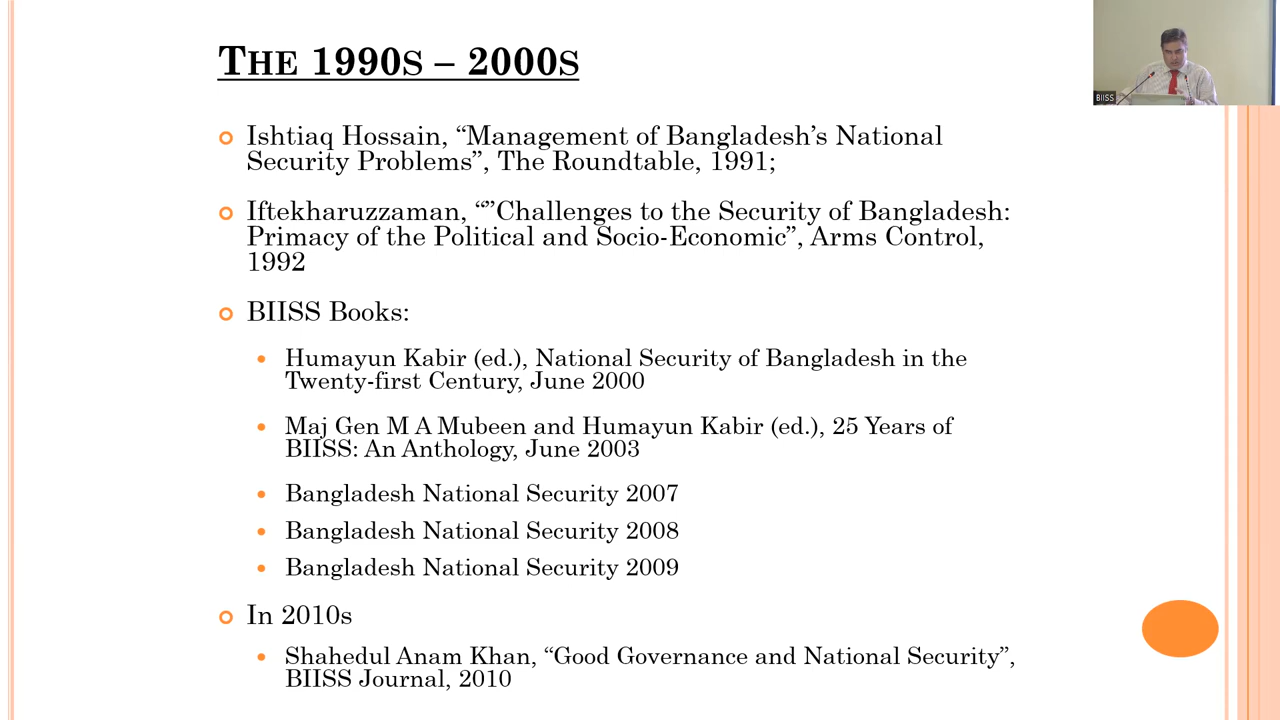 THE 1990S – 2000S
BIISS
Ishtiaq Hossain, “Management of Bangladesh’s National
Security Problems”, The Roundtable, 1991;
Iftekharuzzaman, “”Challenges to the Security of Bangladesh:
Primacy of the Political and Socio-Economic”, Arms Control,
1992
BIISS Books:
Humayun Kabir (ed.), National Security of Bangladesh in the
Twenty-first Century, June 2000
Maj Gen M A Mubeen and Humayun Kabir (ed.), 25 Years of
BIISS: An Anthology, June 2003
Bangladesh National Security 2007
Bangladesh National Security 2008
Bangladesh National Security 2009
In 2010s
Shahedul Anam Khan, “Good Governance and National Security”,
BIISS Journal, 2010